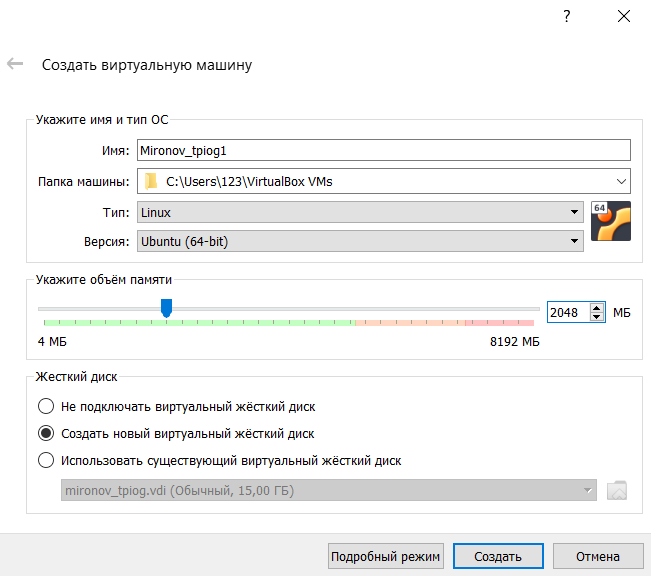 ?
Создать виртуальную машину
Укажите имя и тип ОС
Имя: Mironov_tpiog1
Папка машины: C:\Users\123\VirtualBox VMs
Тип: Linux
64
Версия: Ubuntu (64-bit)
Укажите объём памяти
2048 МБ
4 МБ 8192 МБ
Жесткий диск
Не подключать виртуальный жёсткий диск
Создать новый виртуальный жёсткий диск
Использовать существующий виртуальный жёсткий диск
mironov_tpiog.vdi (Обычный, 15,00 ГБ)
Подробный режим Создать Отмена